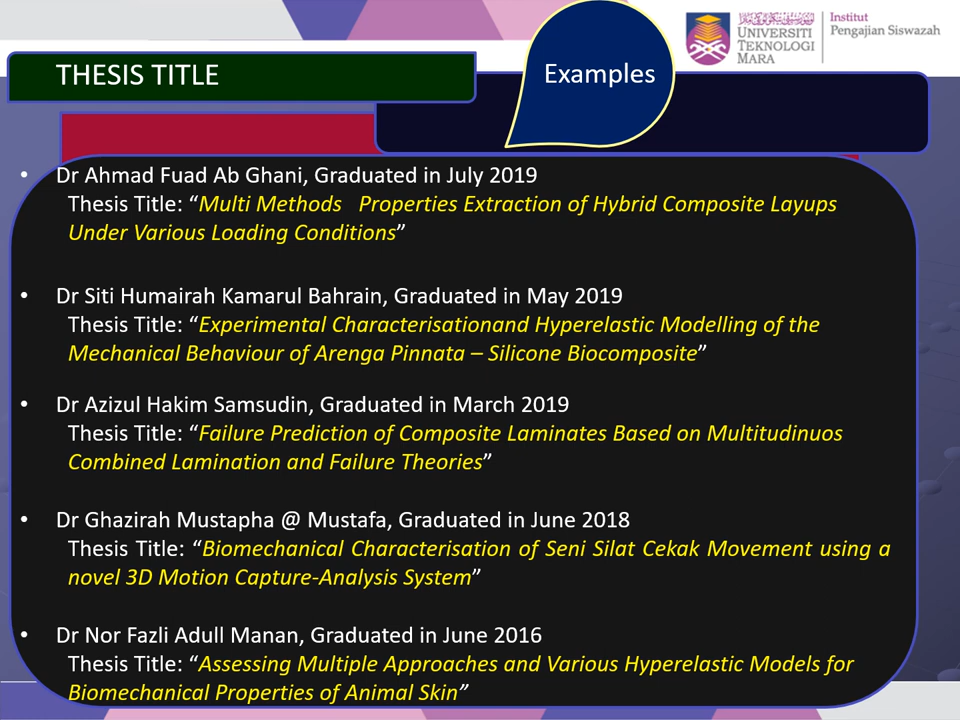 UNIVERSITI
TEKNOLOGI
MARA
Institut
Pengajian Siswazah
THESIS TITLE
Examples
• Dr Ahmad Fuad Ab Ghani, Graduated in July 2019
Thesis Title: “Multi Methods Properties Extraction of Hybrid Composite Layups
Under Various Loading Conditions”
• Dr Siti Humairah Kamarul Bahrain, Graduated in May 2019
Thesis Title: “Experimental Characterisationand Hyperelastic Modelling of the
Mechanical Behaviour of Arenga Pinnata – Silicone Biocomposite”
• Dr Azizul Hakim Samsudin, Graduated in March 2019
Thesis Title: “Failure Prediction of Composite Laminates Based on Multitudinuos
Combined Lamination and Failure Theories”
• Dr Ghazirah Mustapha @ Mustafa, Graduated in June 2018
Thesis Title: “Biomechanical Characterisation of Seni Silat Cekak Movement using a
novel 3D Motion Capture-Analysis System”
• Dr Nor Fazli Adull Manan, Graduated in June 2016
Thesis Title: “Assessing Multiple Approaches and Various Hyperelastic Models for
Biomechanical Properties of Animal Skin”